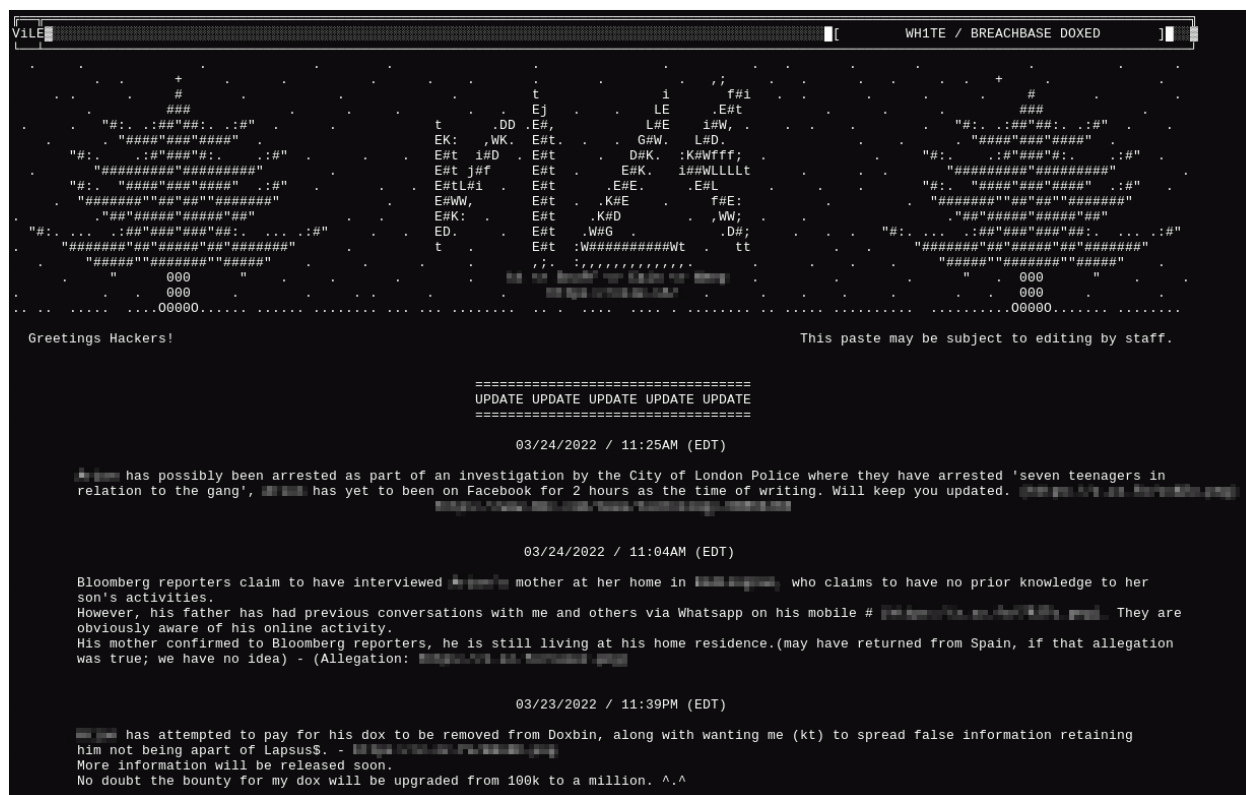 ViLE
[ WH1TE / BREACHBASE DOXED ]
Greetings Hackers! This paste may be subject to editing by staff.
==================================
UPDATE UPDATE UPDATE UPDATE UPDATE
==================================
03/24/2022 / 11:25AM (EDT)
has possibly been arrested as part of an investigation by the City of London Police where they have arrested 'seven teenagers in
relation to the gang', has yet to been on Facebook for 2 hours as the time of writing. Will keep you updated.
03/24/2022 / 11:04AM (EDT)
Bloomberg reporters claim to have interviewed mother at her home in who claims to have no prior knowledge to her
son's activities.
However, his father has had previous conversations with me and others via Whatsapp on his mobile # They are
obviously aware of his online activity.
His mother confirmed to Bloomberg reporters, he is still living at his home residence.(may have returned from Spain, if that allegation
was true; we have no idea) - (Allegation:
03/23/2022 / 11:39PM (EDT)
has attempted to pay for his dox to be removed from Doxbin, along with wanting me (kt) to spread false information retaining
him not being apart of Lapsus$. -
More information will be released soon.
No doubt the bounty for my dox will be upgraded from 100k to a million. ^.^